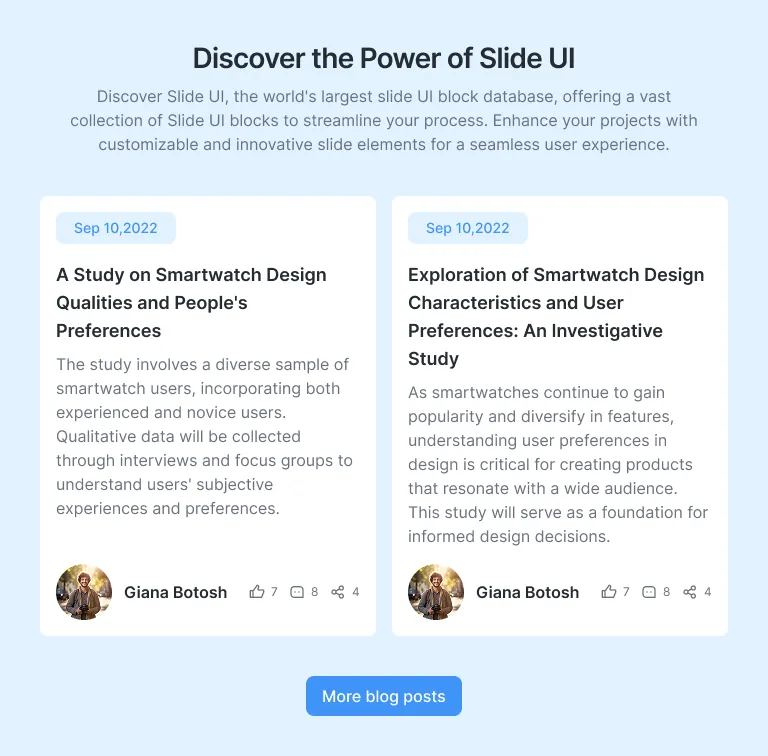 Discover the Power of Slide UI
Discover Slide UI, the world's largest slide UI block database, offering a vast
collection of Slide UI blocks to streamline your process. Enhance your projects with
customizable and innovative slide elements for a seamless user experience.
Sep 10,2022
A Study on Smartwatch Design
Qualities and People's
Preferences
The study involves a diverse sample of
smartwatch users, incorporating both
experienced and novice users.
Qualitative data will be collected
through interviews and focus groups to
understand users' subjective
experiences and preferences.
Giana Botosh 7 8 4
Sep 10,2022
Exploration of Smartwatch Design
Characteristics and User
Preferences: An Investigative
Study
As smartwatches continue to gain
popularity and diversify in features,
understanding user preferences in
design is critical for creating products
that resonate with a wide audience.
This study will serve as a foundation for
informed design decisions.
Giana Botosh 7 8 4
More blog posts